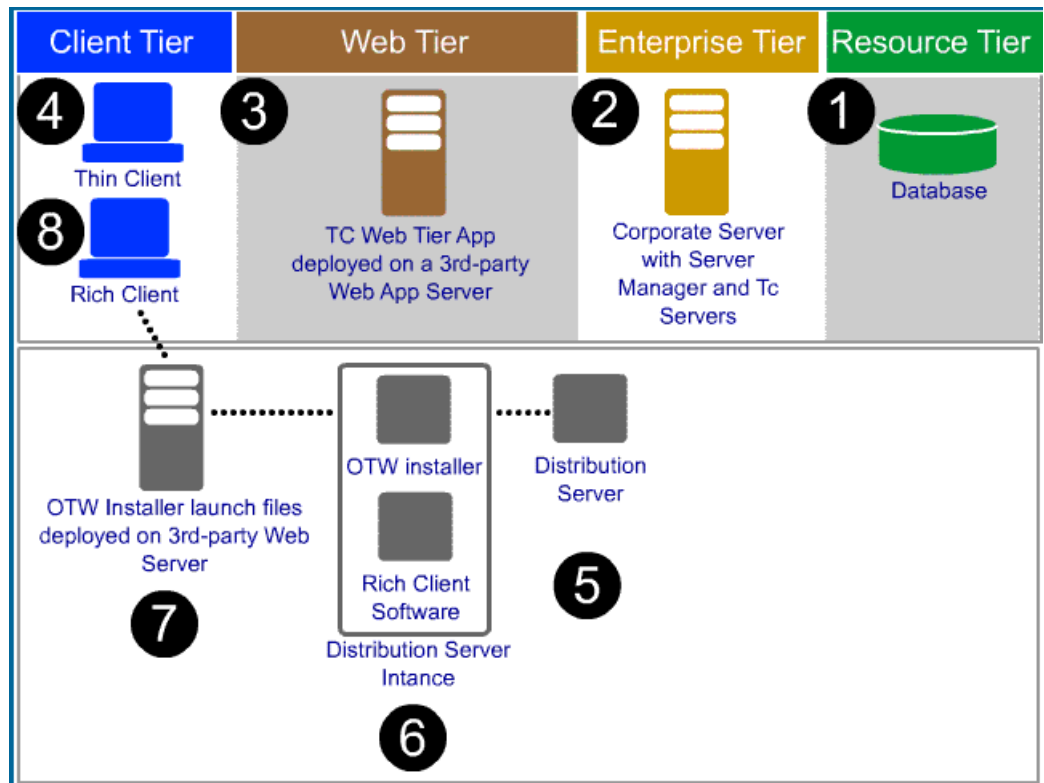 Client Tier
Web Tier
Enterprise Tier
Resource Tier
4
3
2
1
Thin Client
Database
8
Rich Client
TC Web Tier App
deployed on a 3rd-party
Web App Server
Corporate Server
with Server
Manager and Tc
Servers
OTW installer
Distribution
Server
OTW Installer launch files
deployed on 3rd-party Web
Server
Rich Client
Software
5
7
Distribution Server
Intance
6